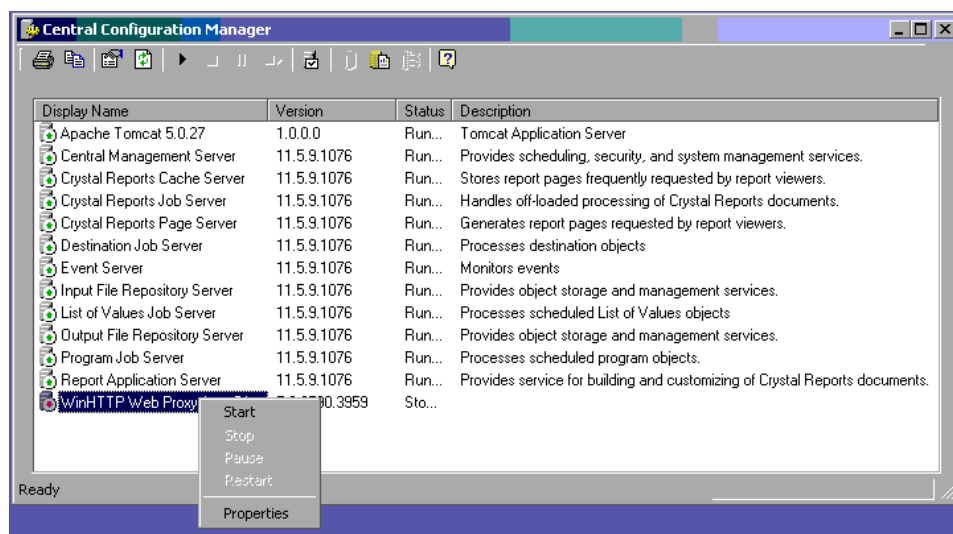 Central Configuration Manager
Display Name Version Status Description
Apache Tomcat 5.0.27 1.0.0.0 Run... Tomcat Application Server
Central Management Server 11.5.9.1076 Run... Provides scheduling, security, and system management services.
Crystal Reports Cache Server 11.5.9.1076 Run... Stores report pages frequently requested by report viewers.
Crystal Reports Job Server 11.5.9.1076 Run... Handles off-loaded processing of Crystal Reports documents.
Crystal Reports Page Server 11.5.9.1076 Run... Generates report pages requested by report viewers.
Destination Job Server 11.5.9.1076 Run... Processes destination objects
Event Server 11.5.9.1076 Run... Monitors events
Input File Repository Server 11.5.9.1076 Run... Provides object storage and management services.
List of Values Job Server 11.5.9.1076 Run... Processes scheduled List of Values objects
Output File Repository Server 11.5.9.1076 Run... Provides object storage and management services.
Program Job Server 11.5.9.1076 Run... Processes scheduled program objects.
Report Application Server 11.5.9.1076 Run... Provides service for building and customizing of Crystal Reports documents.
WinHTTP Web Proxy 90.3959 Sto...
Start
Stop
Pause
Restart
Properties
Ready